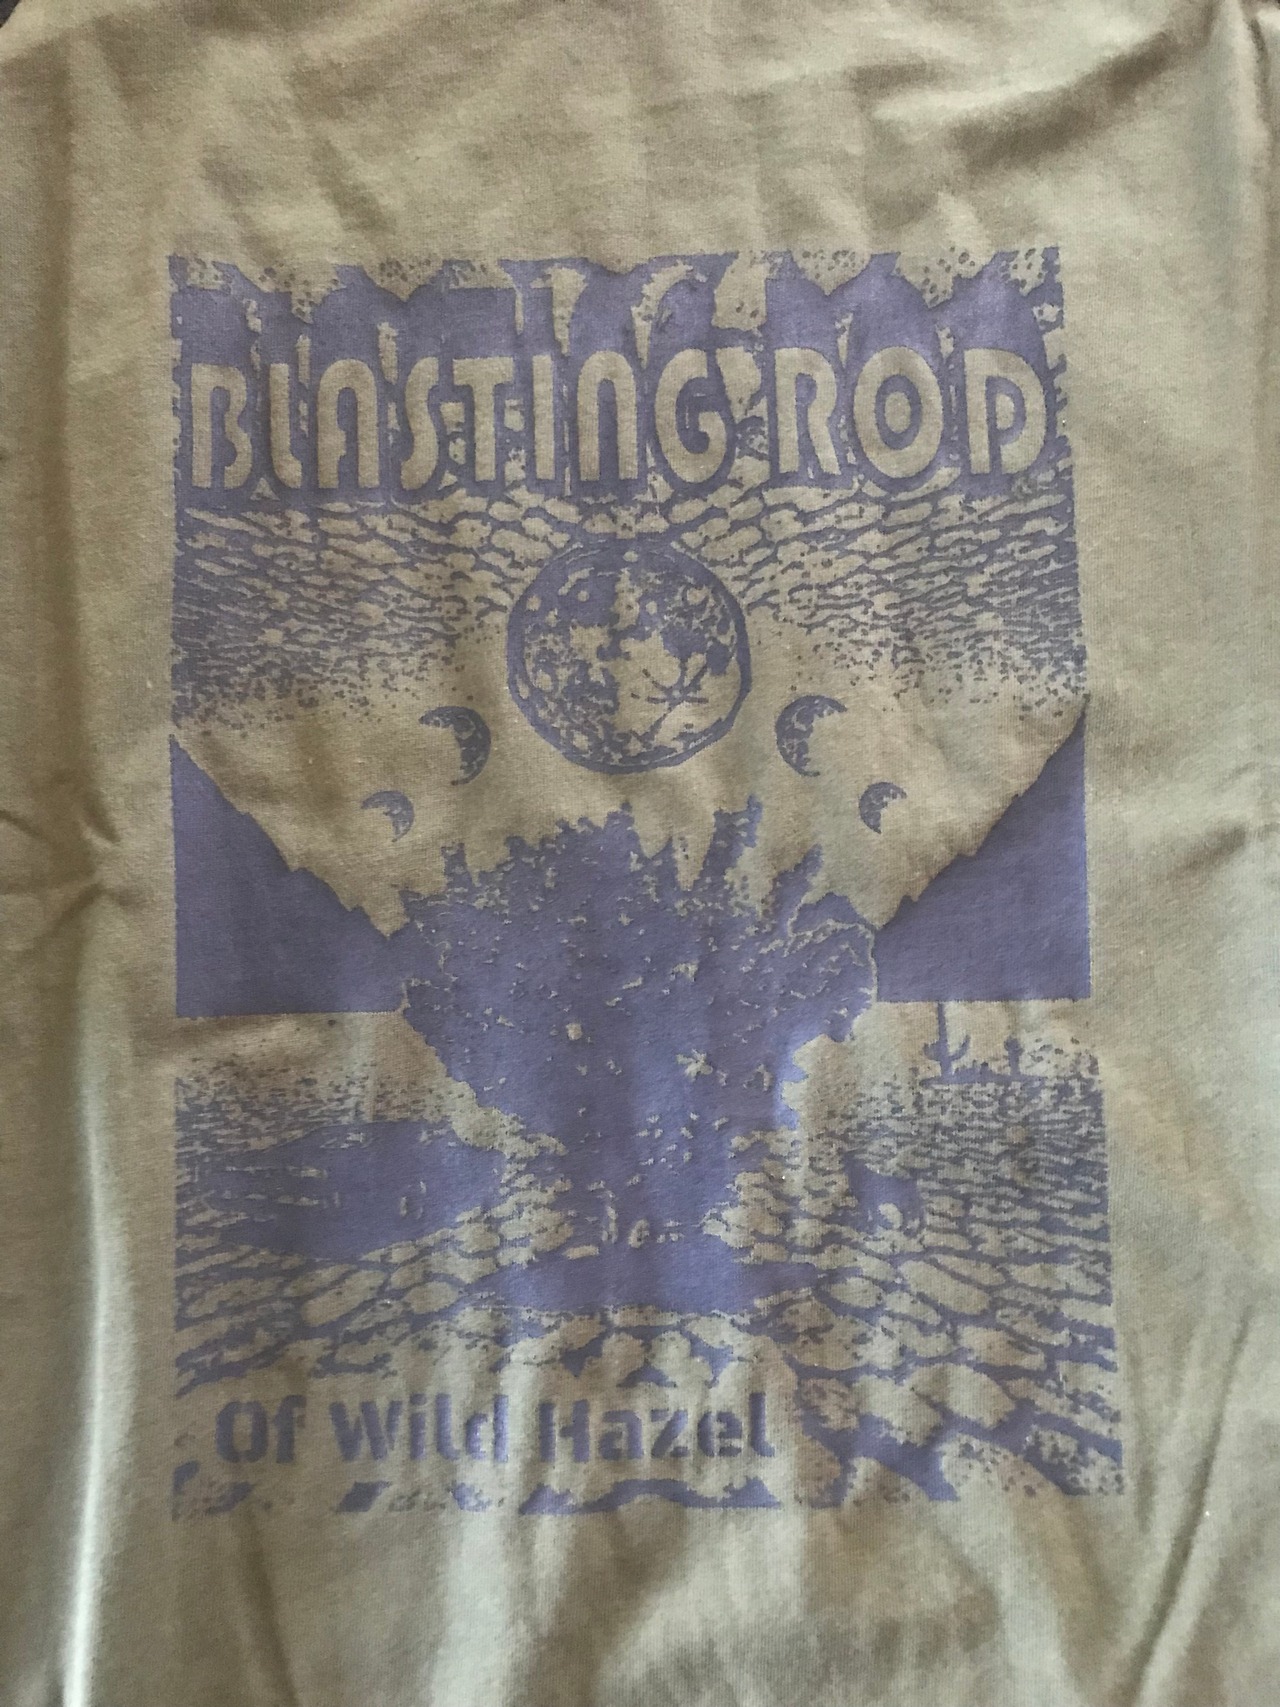 BLASTING ROD
Of Wild Hazel